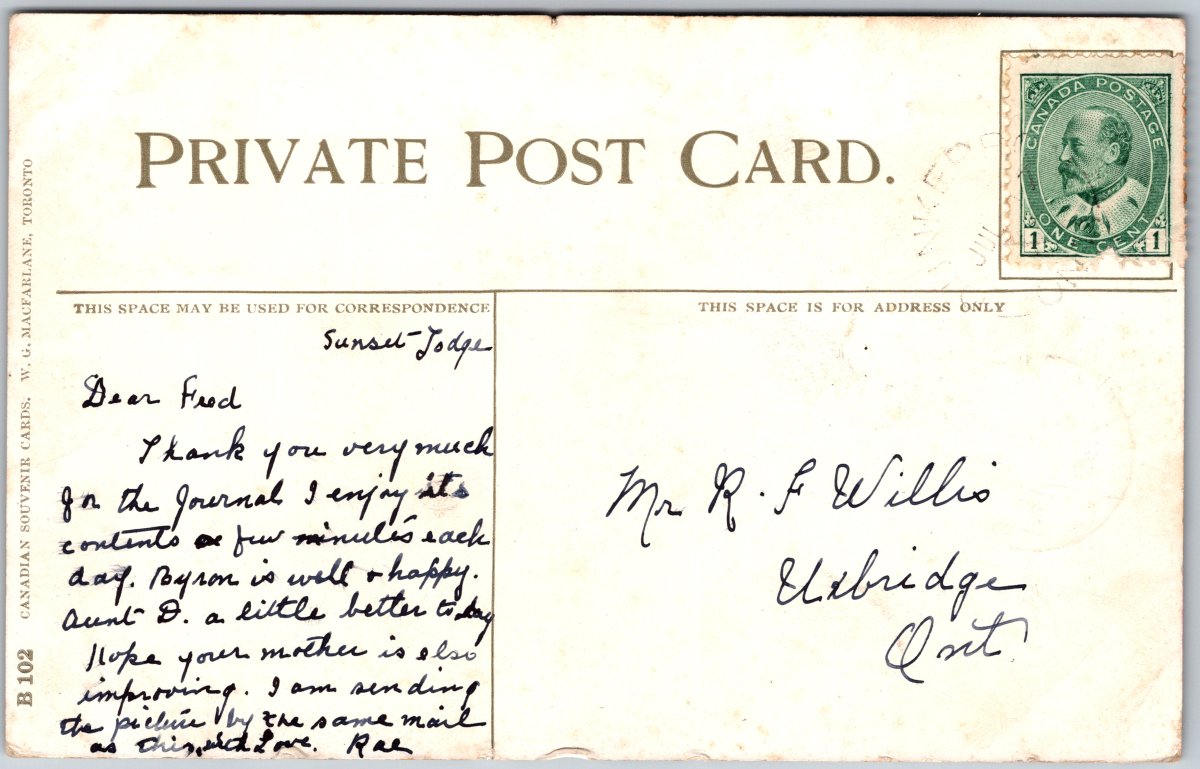 PRIVATE POST CARD.
CANADA POSTAGE
1 ONE CENT 1
JUL
THIS SPACE MAY BE USED FOR CORRESPONDENCE
THIS SPACE IS FOR ADDRESS ONLY
Sunset Lodge
Dear Fred
Thank you very much
for the Journal I enjoy its
contents a few minutes each
day. Byron is well & happy.
Aunt D. a little better to day
Hope your mother is also
improving. I am sending
the picture by the same mail
as this, with Love. Rae
Mr R. F Willis
Uxbridge
Ont
B 102 CANADIAN SOUVENIR CARDS. W. G. MACFARLANE, TORONTO